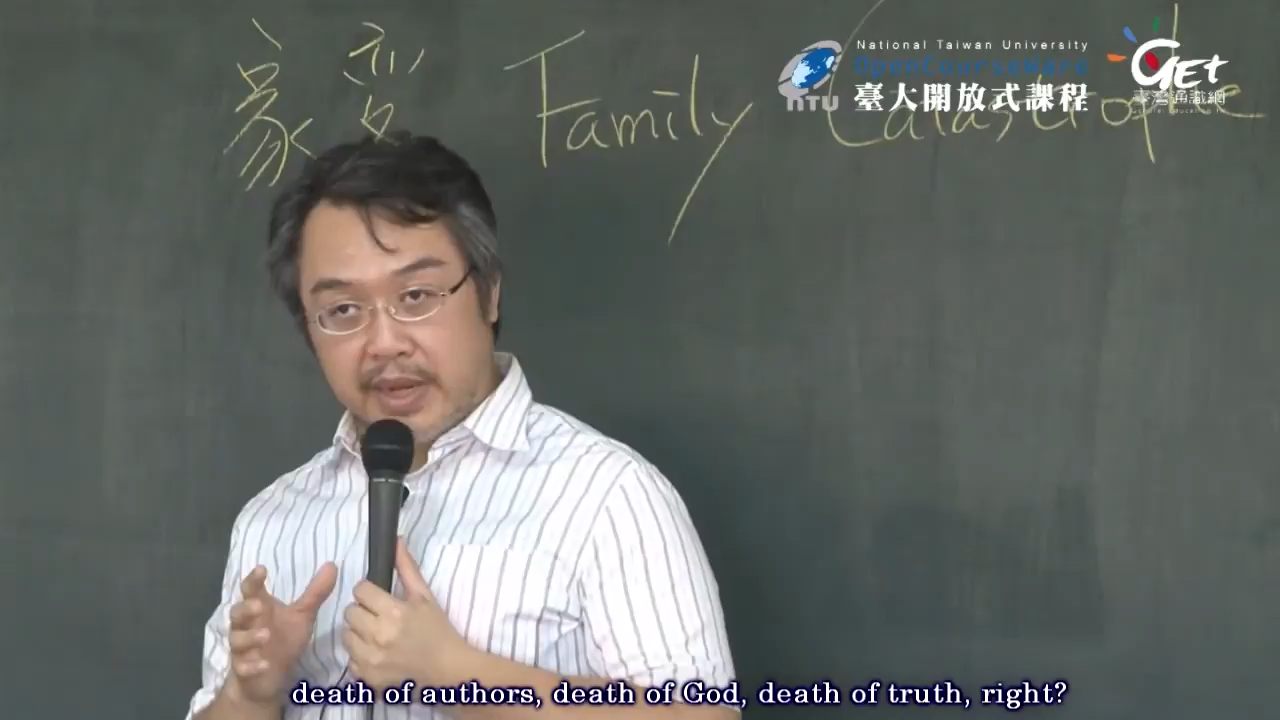 家變 Family Catastrophe
National Taiwan University
OpenCourseWare
臺大開放式課程
NTU
GET
臺灣通識網
death of authors, death of God, death of truth, right?